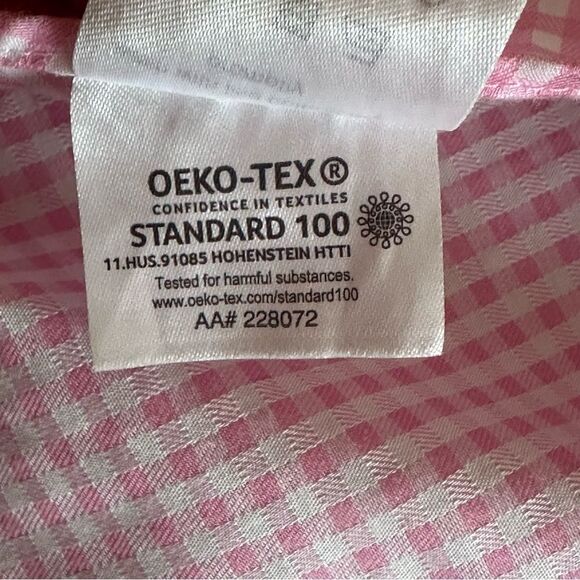 OEKO-TEX®
CONFIDENCE IN TEXTILES
STANDARD 100
11.HUS.91085 HOHENSTEIN HTTI
Tested for harmful substances.
www.oeko-tex.com/standard100
AA# 228072